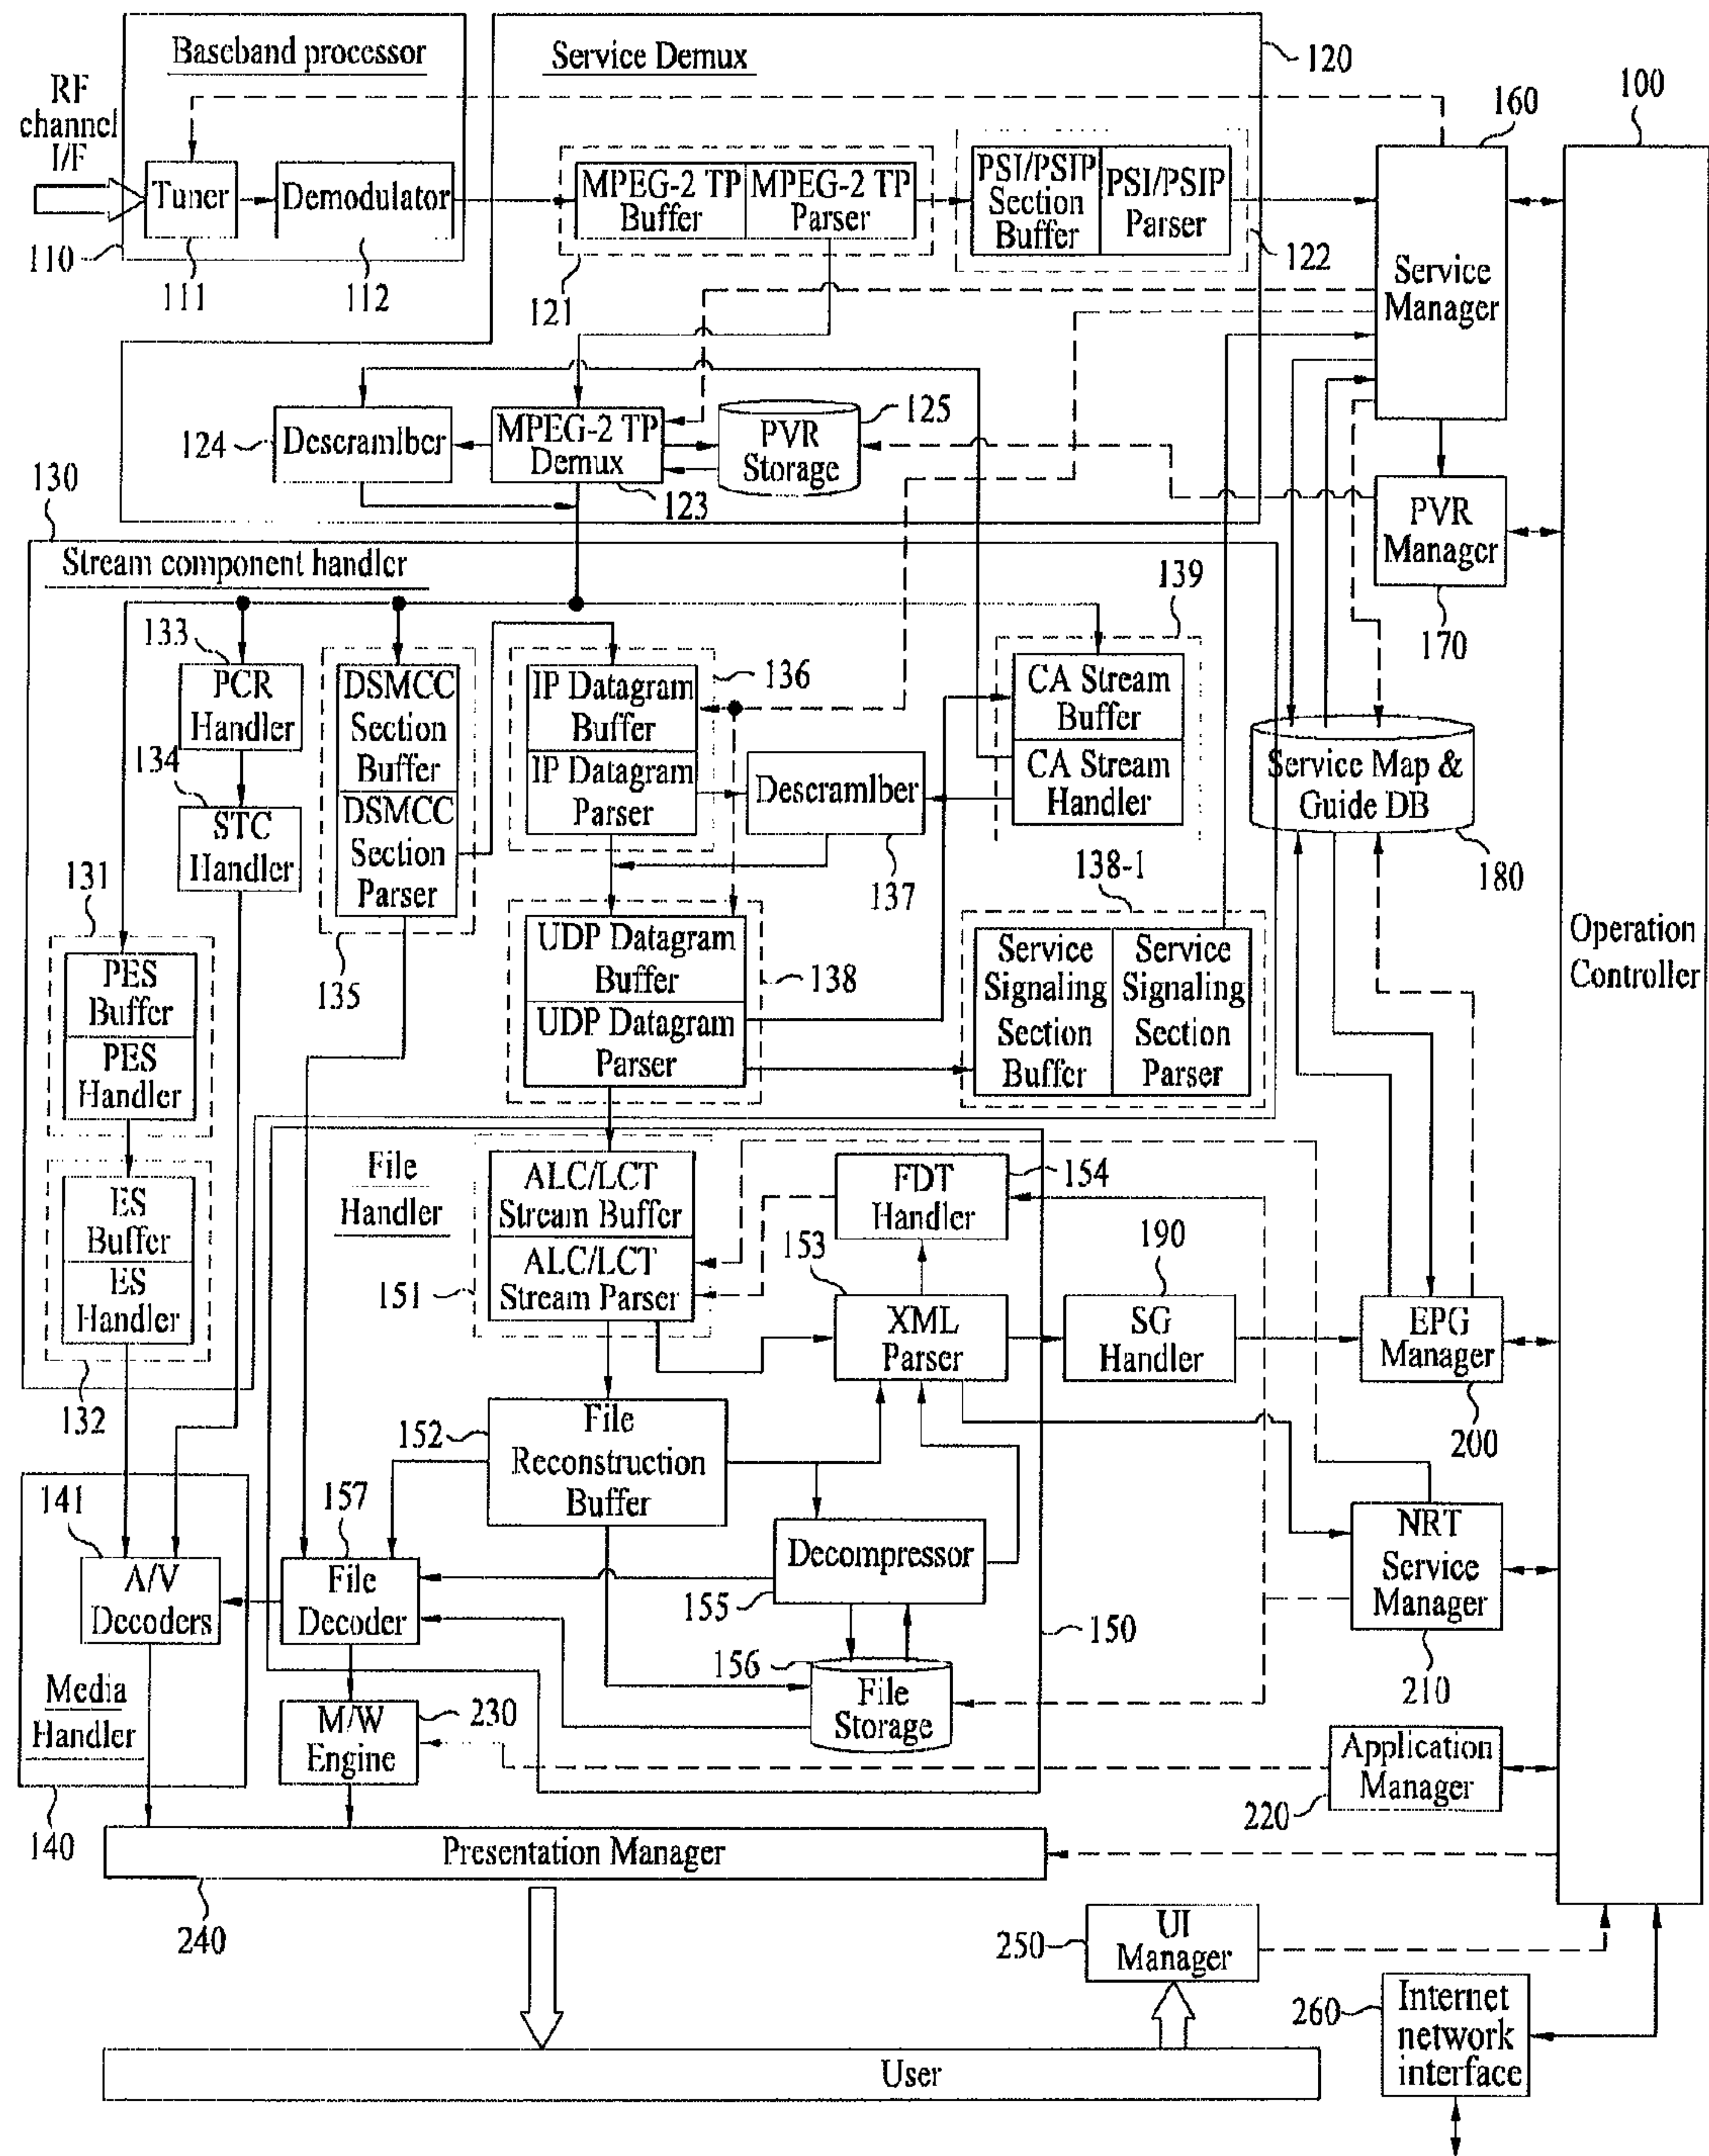 Baseband processor
Service Demux
120
RF
channel
I/F
160
100
Tuner
Demodulator
MPEG-2 TP
Buffer
MPEG-2 TP
Parser
PSI/PSIP
Section
Buffer
PSI/PSIP
Parser
110
111
112
121
122
Service
Manager
124
Descramlber
MPEG-2 TP
Demux
123
PVR
Storage
125
130
PVR
Manager
170
Stream component handler
133
PCR
Handler
134
STC
Handler
DSMCC
Section
Buffer
DSMCC
Section
Parser
135
IP Datagram
Buffer
IP Datagram
Parser
136
Descramlber
137
139
CA Stream
Buffer
CA Stream
Handler
Service Map &
Guide DB
180
Operation
Controller
131
PES
Buffer
PES
Handler
UDP Datagram
Buffer
UDP Datagram
Parser
138
138-1
Service
Signaling
Section
Buffer
Service
Signaling
Section
Parser
ES
Buffer
ES
Handler
132
File
Handler
ALC/LCT
Stream Buffer
ALC/LCT
Stream Parser
151
FDT
Handler
154
153
XML
Parser
190
SG
Handler
EPG
Manager
200
152
File
Reconstruction
Buffer
141
A/V
Decoders
157
File
Decoder
Decompressor
155
150
NRT
Service
Manager
210
156
File
Storage
Media
Handler
140
M/W
Engine
230
Application
Manager
220
Presentation Manager
240
250
UI
Manager
260
Internet
network
interface
User